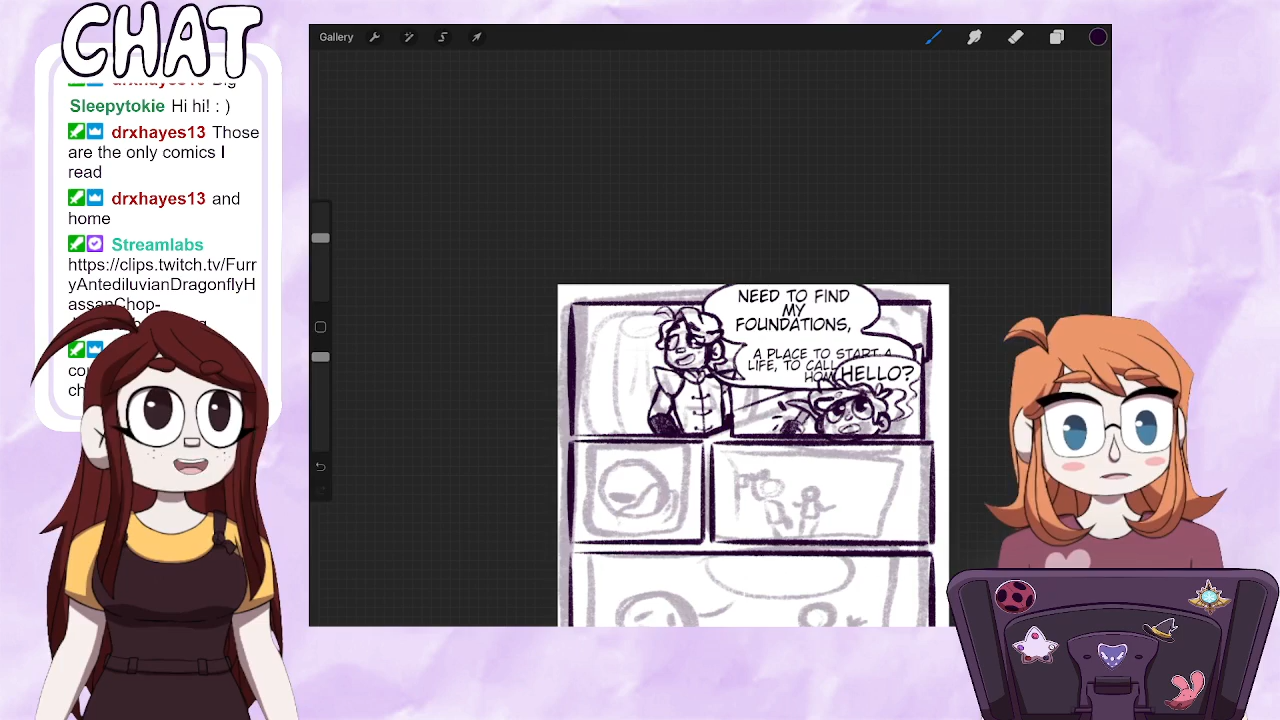 CHAT
Sleepytokie Hi hi! : )
drxhayes13 Those
are the only comics I
read
drxhayes13 and
home
Streamlabs
https://clips.twitch.tv/Furr
yAntediluvianDragonflyH
assanChop-
Gallery
NEED TO FIND
MY
FOUNDATIONS,
A PLACE TO START A
LIFE, TO CALL
HELLO?